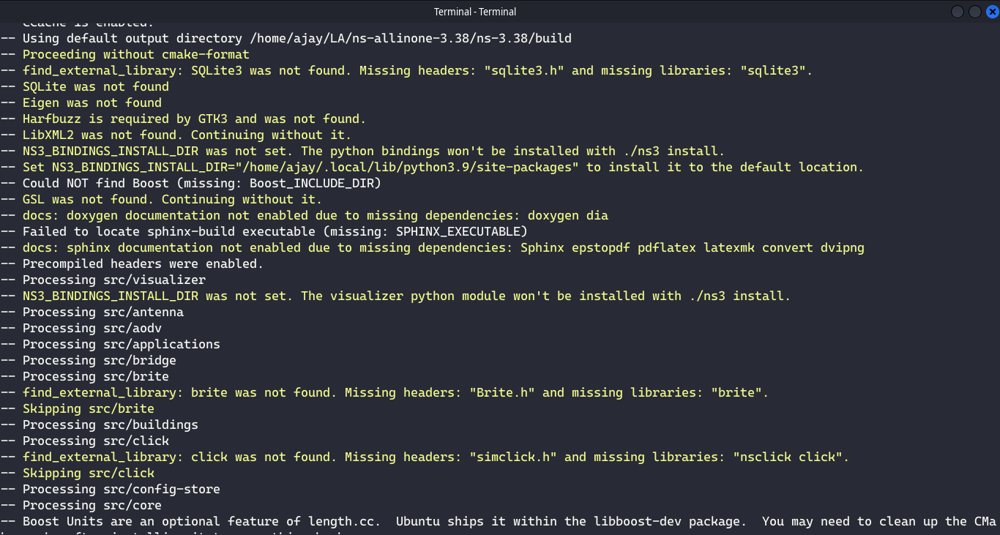 Terminal - Terminal
CCache is enabled.
-- Using default output directory /home/ajay/LA/ns-allinone-3.38/ns-3.38/build
-- Proceeding without cmake-format
-- find_external_library: SQLite3 was not found. Missing headers: "sqlite3.h" and missing libraries: "sqlite3".
-- SQLite was not found
-- Eigen was not found
-- Harfbuzz is required by GTK3 and was not found.
-- LibXML2 was not found. Continuing without it.
-- NS3_BINDINGS_INSTALL_DIR was not set. The python bindings won't be installed with ./ns3 install.
-- Set NS3_BINDINGS_INSTALL_DIR="/home/ajay/.local/lib/python3.9/site-packages" to install it to the default location.
-- Could NOT find Boost (missing: Boost_INCLUDE_DIR)
-- GSL was not found. Continuing without it.
-- docs: doxygen documentation not enabled due to missing dependencies: doxygen dia
-- Failed to locate sphinx-build executable (missing: SPHINX_EXECUTABLE)
-- docs: sphinx documentation not enabled due to missing dependencies: Sphinx epstopdf pdflatex latexmk convert dvipng
-- Precompiled headers were enabled.
-- Processing src/visualizer
-- NS3_BINDINGS_INSTALL_DIR was not set. The visualizer python module won't be installed with ./ns3 install.
-- Processing src/antenna
-- Processing src/aodv
-- Processing src/applications
-- Processing src/bridge
-- Processing src/brite
-- find_external_library: brite was not found. Missing headers: "Brite.h" and missing libraries: "brite".
-- Skipping src/brite
-- Processing src/buildings
-- Processing src/click
-- find_external_library: click was not found. Missing headers: "simclick.h" and missing libraries: "nsclick click".
-- Skipping src/click
-- Processing src/config-store
-- Processing src/core
-- Boost Units are an optional feature of length.cc.  Ubuntu ships it within the libboost-dev package.  You may need to clean up the CMa